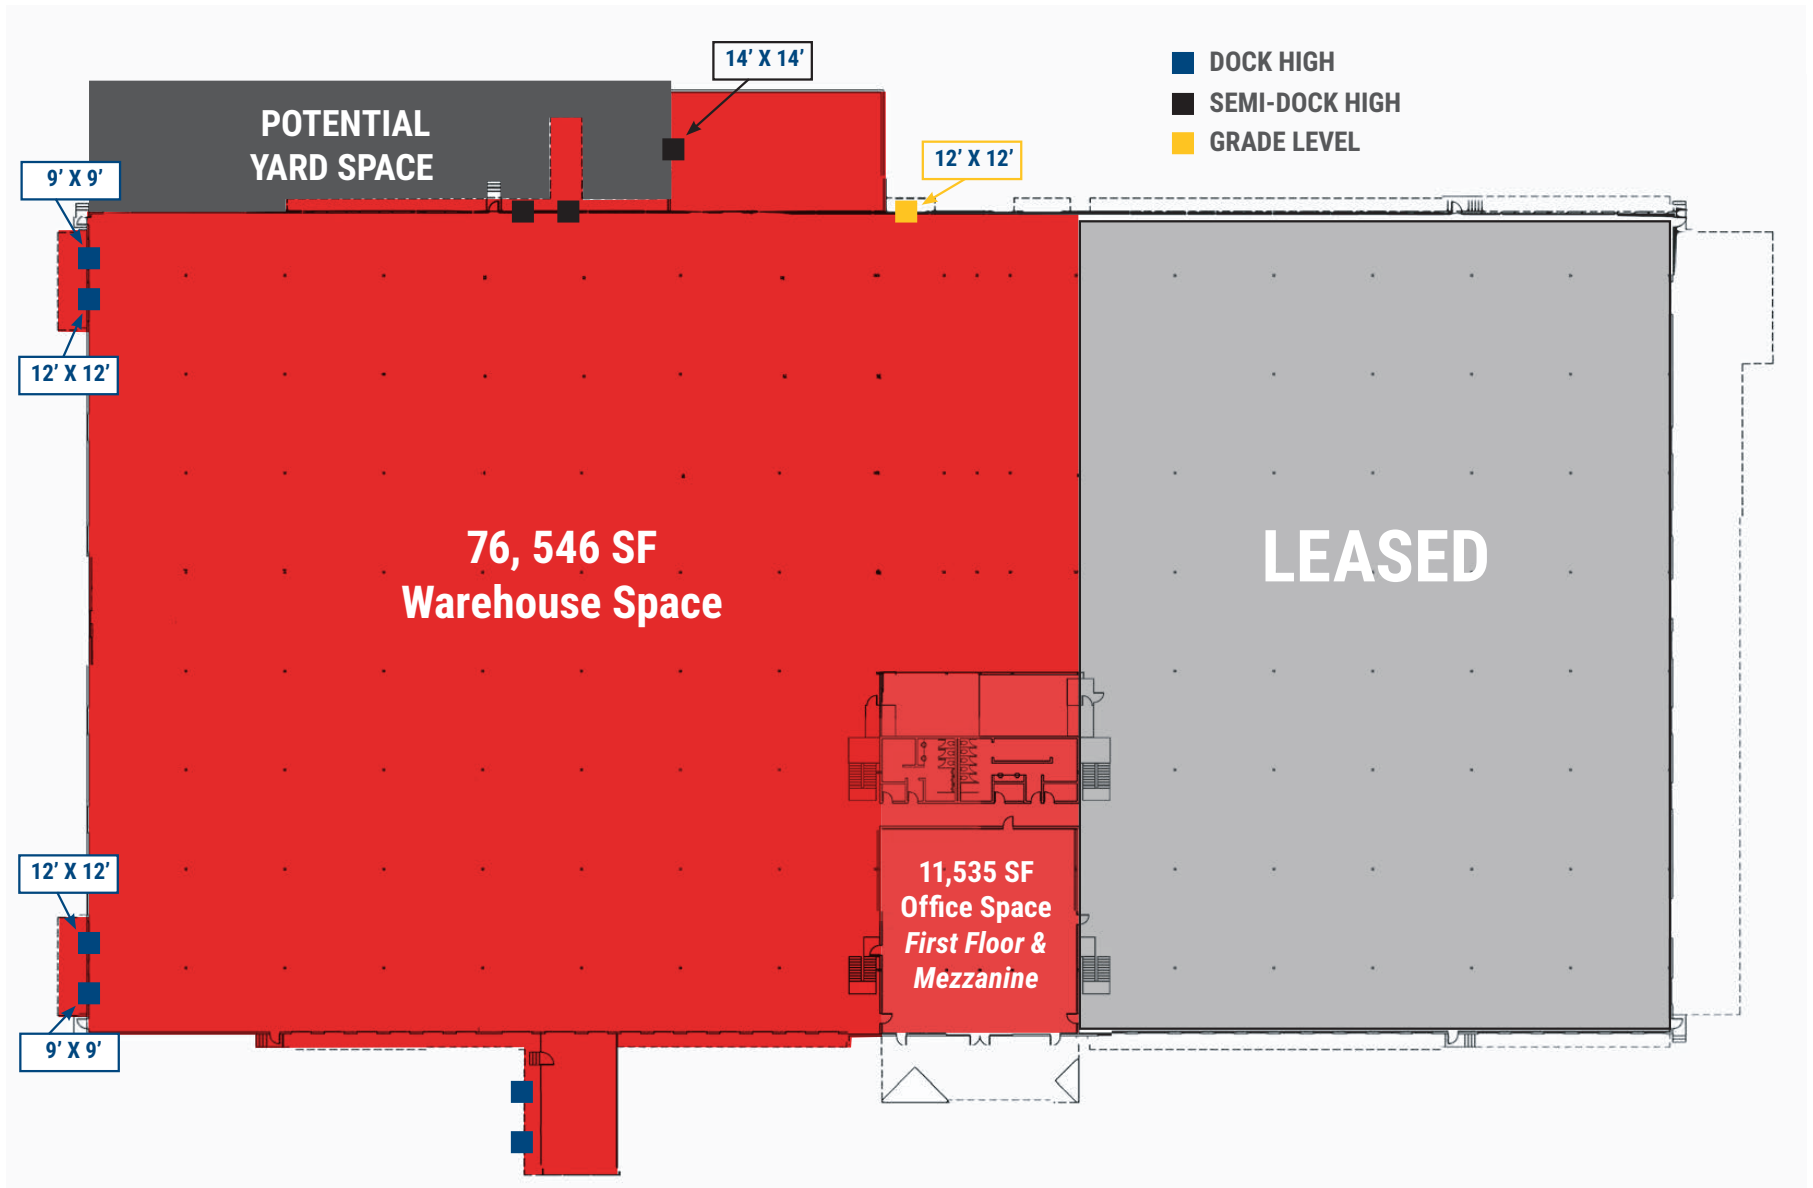 14’ X 14’
DOCK HIGH
SEMI-DOCK HIGH
GRADE LEVEL
POTENTIAL
YARD SPACE
12’ X 12’
9’ X 9’
12’ X 12’
76, 546 SF
Warehouse Space
LEASED
12’ X 12’
11,535 SF
Office Space
First Floor &
Mezzanine
9’ X 9’